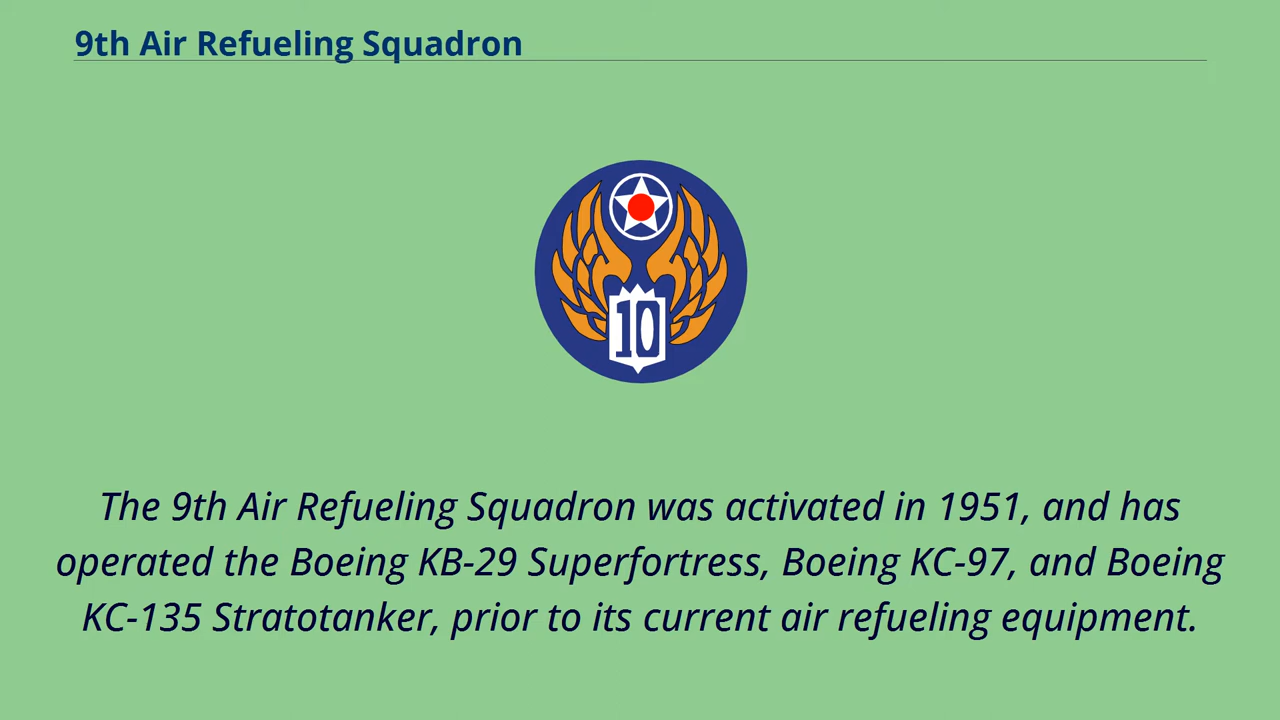 9th Air Refueling Squadron
10
The 9th Air Refueling Squadron was activated in 1951, and has
operated the Boeing KB-29 Superfortress, Boeing KC-97, and Boeing
KC-135 Stratotanker, prior to its current air refueling equipment.